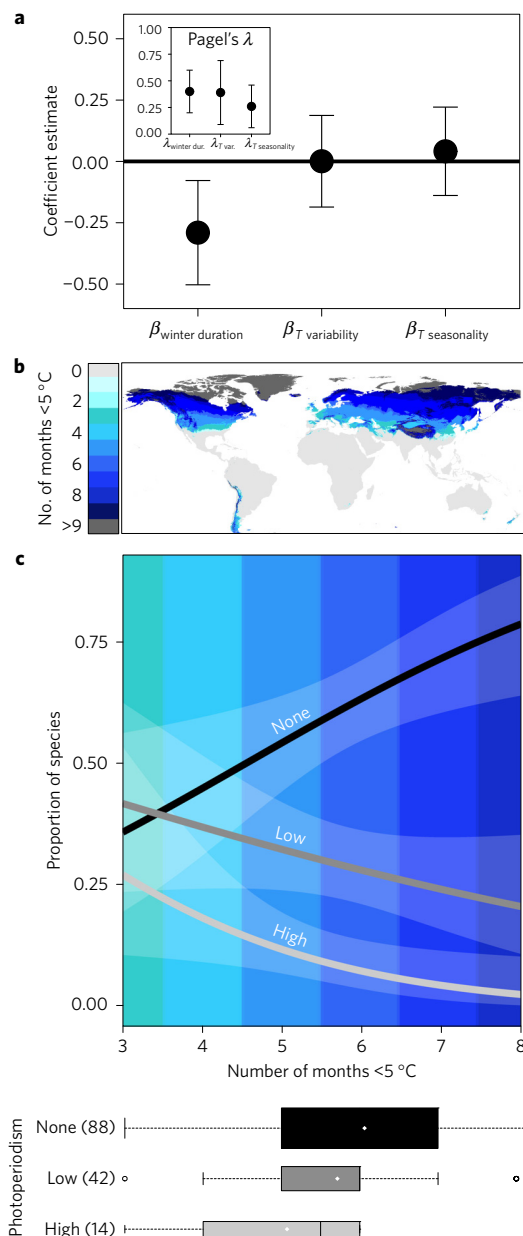 a
0.50
0.25
0.00
−0.25
−0.50
Coefficient estimate
Pagel's λ
1.00
0.75
0.50
0.25
0.00
λwinter dur. λT var. λT seasonality
βwinter duration βT variability βT seasonality
b
No. of months <5 °C
0
2
4
6
8
>9
c
Proportion of species
0.75
0.50
0.25
0.00
None
Low
High
3 4 5 6 7 8
Number of months <5 °C
Photoperiodism
None (88)
Low (42)
High (14)